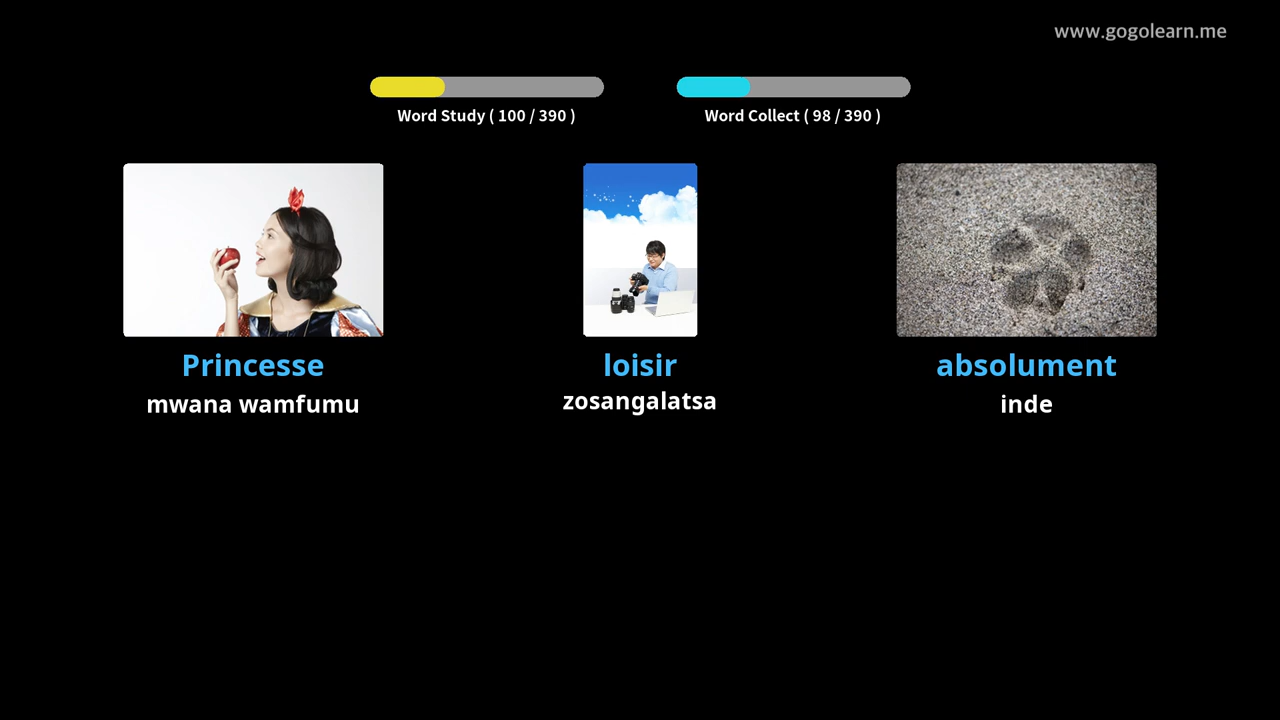 www.gogolearn.me
Word Study ( 100 / 390 )
Word Collect ( 98 / 390 )
Princesse
mwana wamfumu
loisir
zosangalatsa
absolument
inde